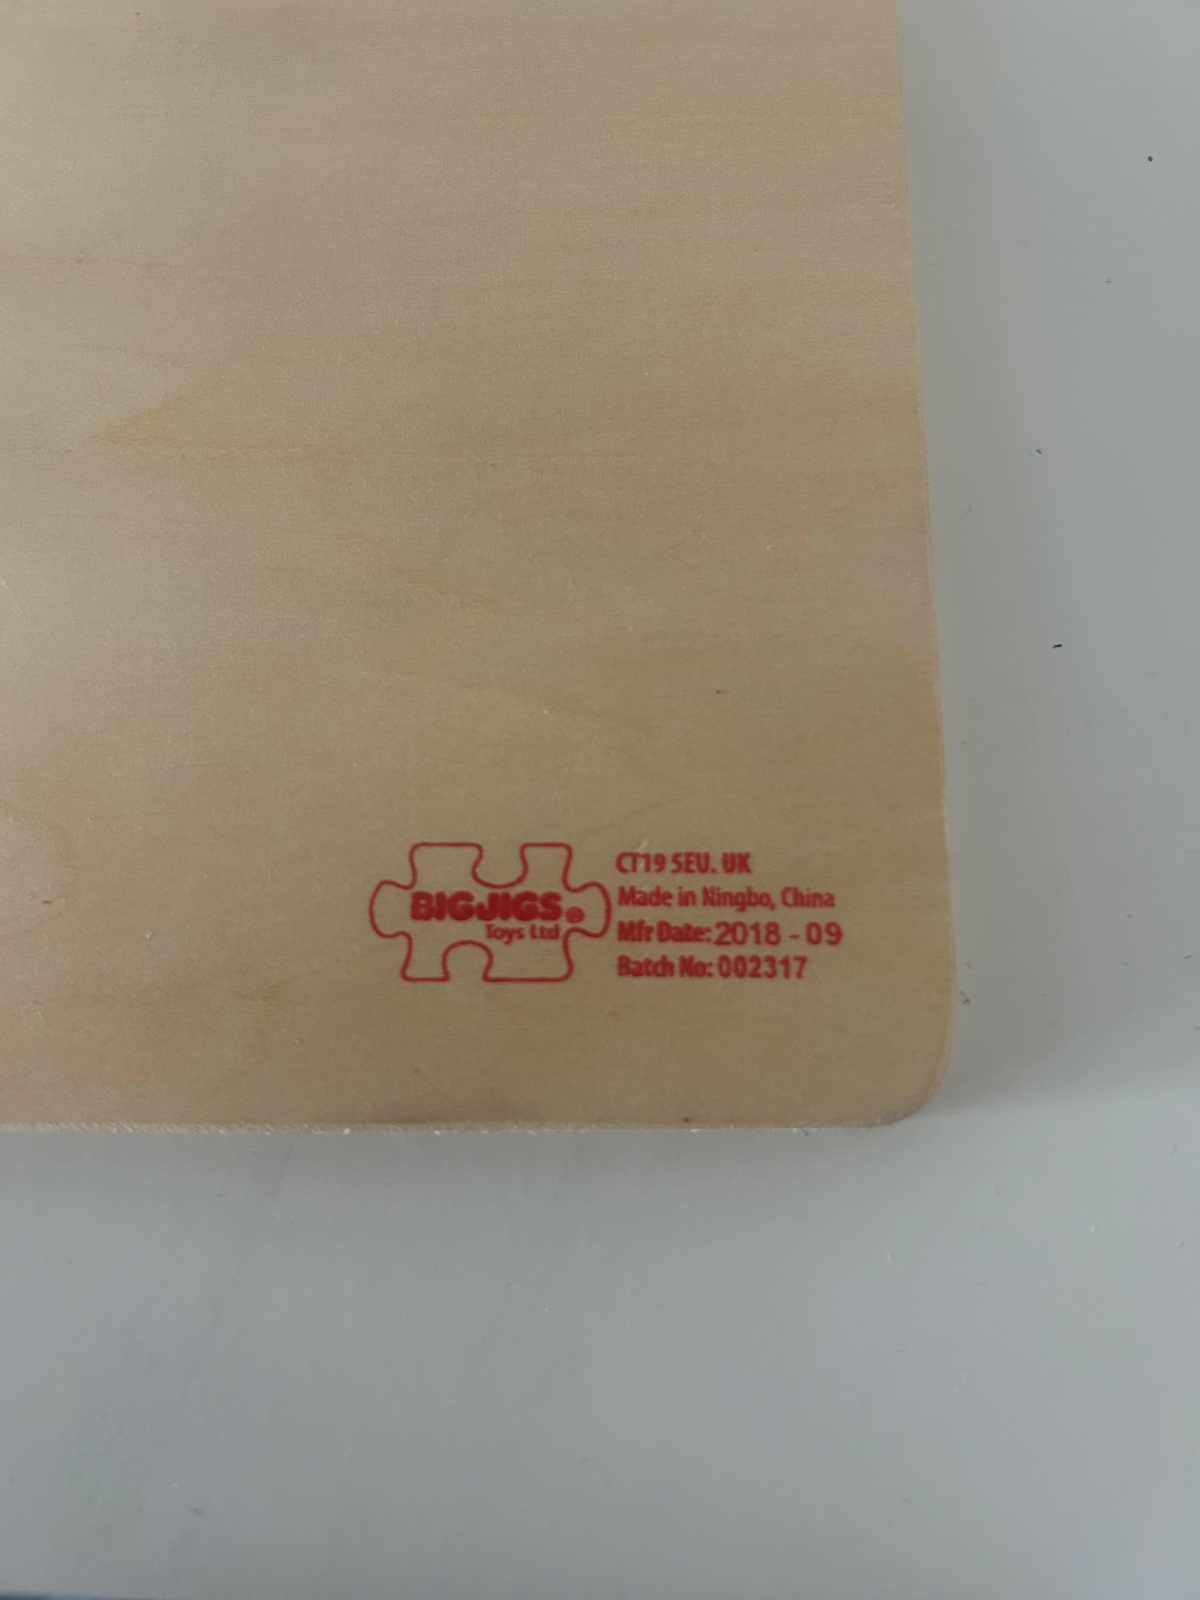 BIGJIGS®
Toys Ltd
CT19 5EU. UK
Made in Ningbo, China
Mfr Date: 2018 - 09
Batch No: 002317